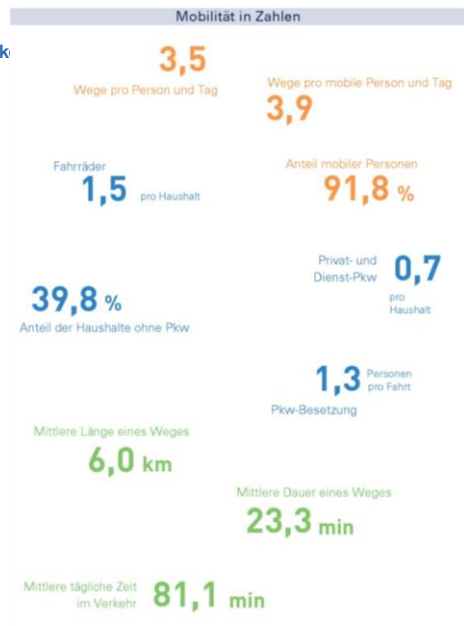 Mobilität in Zahlen
3,5
Wege pro Person und Tag
Wege pro mobile Person und Tag
3,9
Fahrräder
1,5 pro Haushalt
Anteil mobiler Personen
91,8 %
Privat- und
Dienst-Pkw
0,7
pro
Haushalt
39,8 %
Anteil der Haushalte ohne Pkw
1,3 Personen
pro Fahrt
Pkw-Besetzung
Mittlere Länge eines Weges
6,0 km
Mittlere Dauer eines Weges
23,3 min
Mittlere tägliche Zeit
im Verkehr
81,1 min